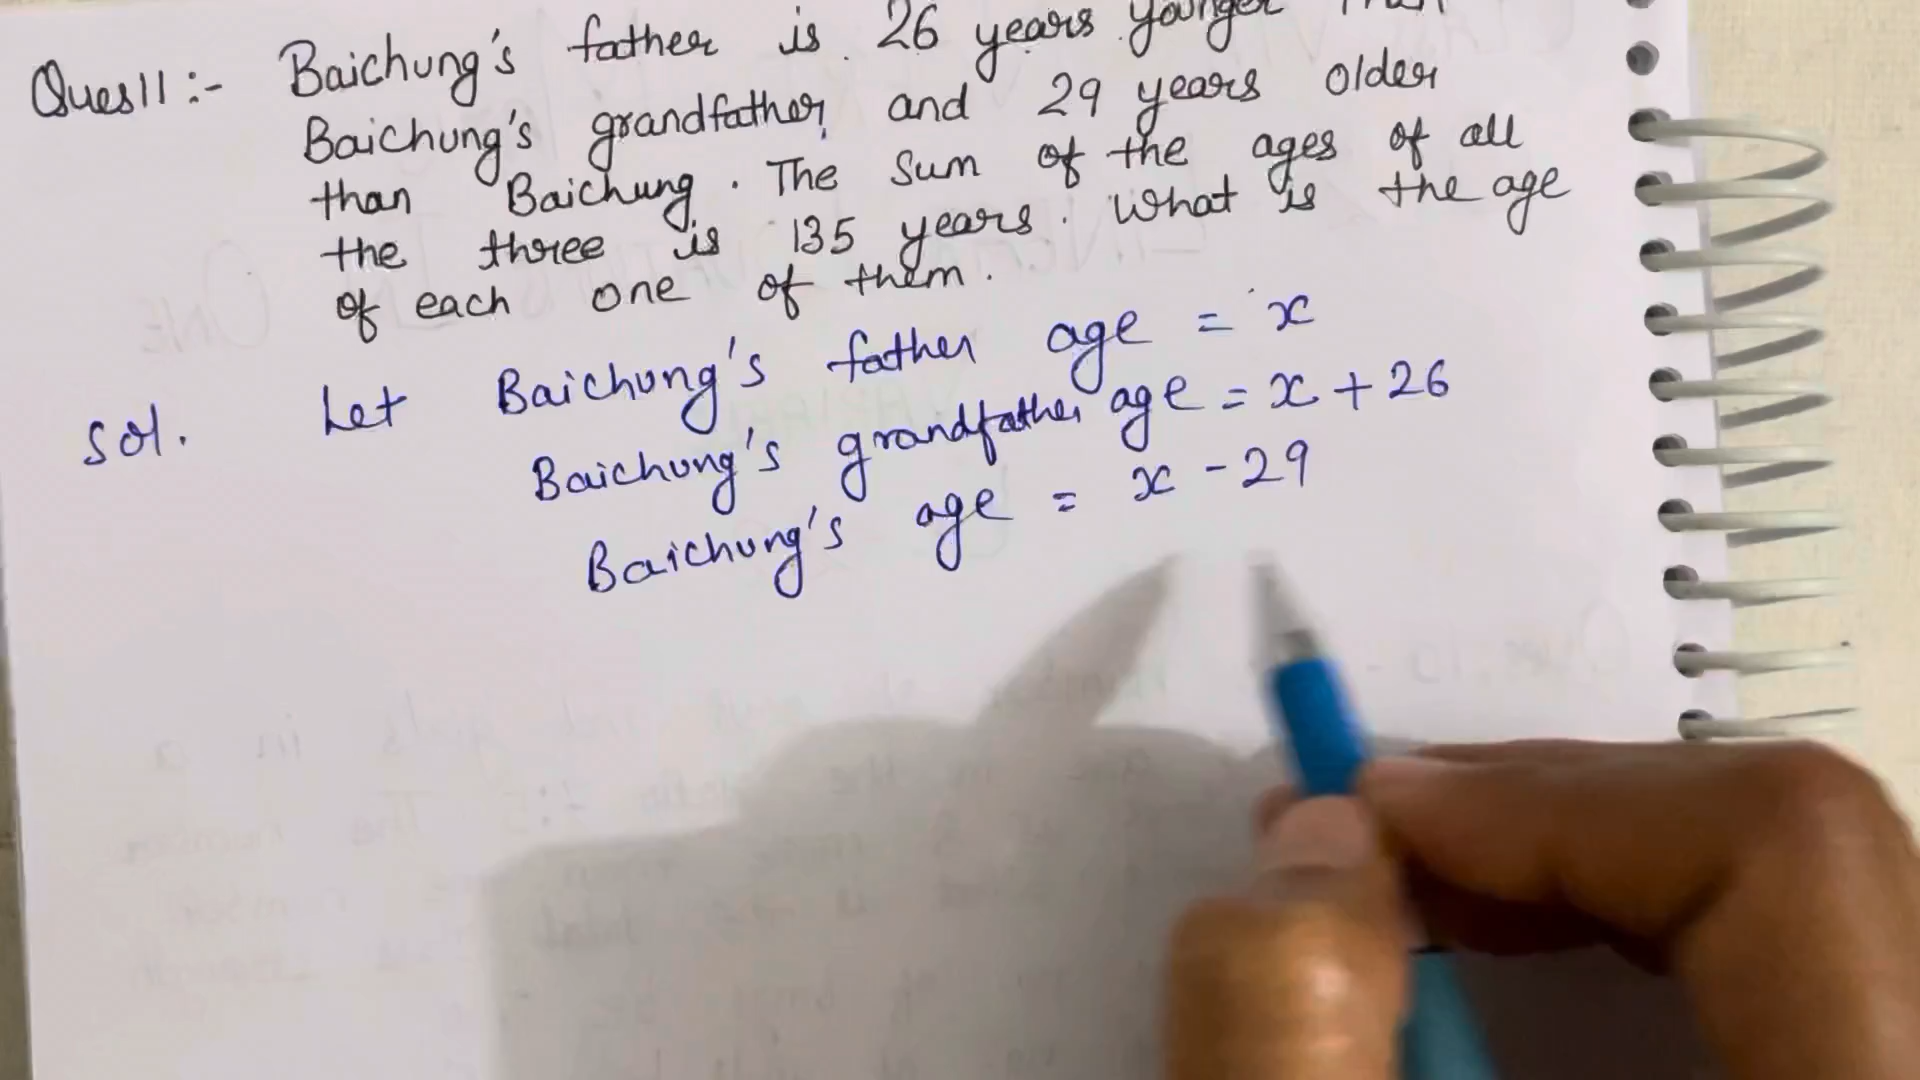 Ques11:- Baichung's father is 26 years younger than
Baichung's grandfather and 29 years older
than Baichung. The sum of the ages of all
the three is 135 years. What is the age
of each one of them.
Sol. Let Baichung's father age = x
Baichung's grandfather age = x + 26
Baichung's age = x - 29